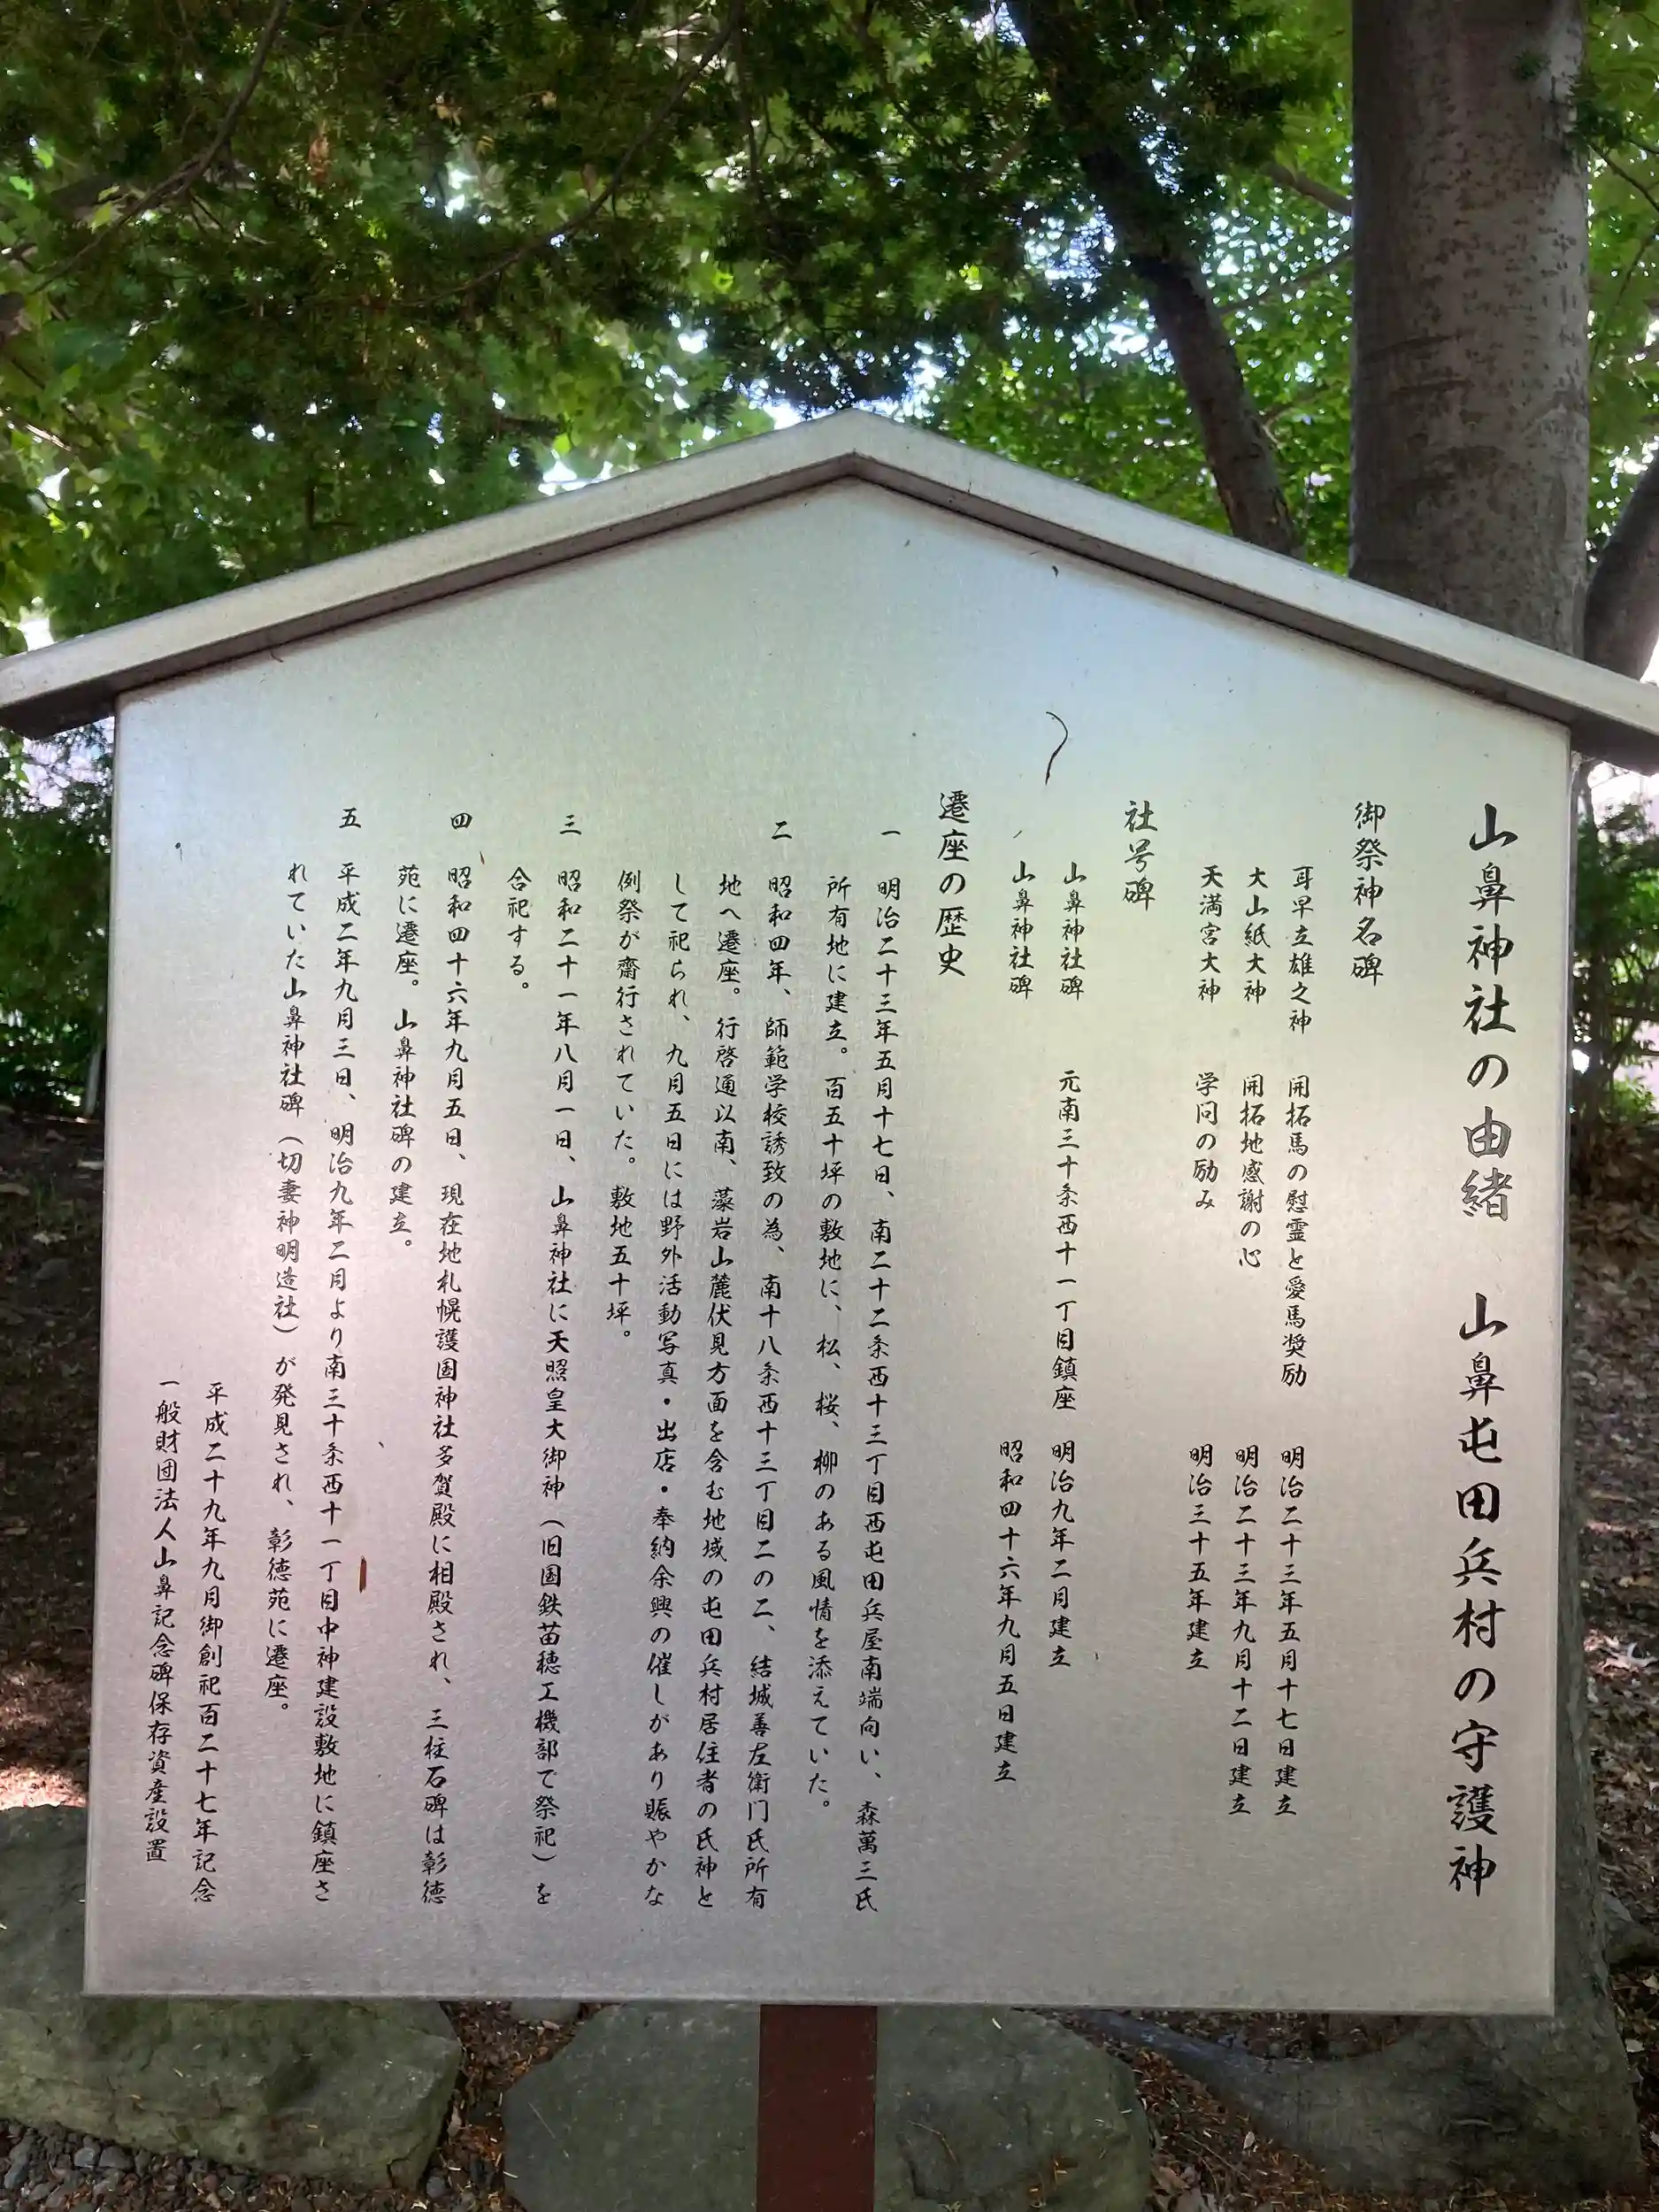 山鼻神社の由緒　山鼻屯田兵村の守護神
御祭神名碑
耳早立雄之神　開拓馬の慰霊と愛馬奨励　明治二十三年五月十七日建立
大山紙大神　開拓地感謝の心　明治二十三年九月十二日建立
天満宮大神　学问の励み　明治三十五年建立
社号碑
山鼻神社碑　元南三十条西十一丁目鎮座　明治九年二月建立
山鼻神社碑　昭和四十六年九月五日建立
遷座の歴史
一　明治二十三年五月十七日、南二十二条西十三丁目西屯田兵屋南端向い、森萬三氏
所有地に建立。百五十坪の敷地に、松、桜、柳のある風情を添えていた。
二　昭和四年、師範学校誘致の為、南十八条西十三丁目二の二、結城善左衛门氏所有
地へ遷座。行啓通以南、藻岩山麓伏見方面を含む地域の屯田兵村居住者の氏神と
して祀られ、九月五日には野外活動写真・出店・奉納余興の催しがあり賑やかな
例祭が齋行されていた。敷地五十坪。
三　昭和二十一年八月一日、山鼻神社に天照皇大御神（旧国鉄苗穂工機部で祭祀）を
合祀する。
四　昭和四十六年九月五日、現在地札幌護国神社多賀殿に相殿され、三柱石碑は彰徳
苑に遷座。山鼻神社碑の建立。
五　平成二年九月三日、明治九年二月より南三十条西十一丁目中神建設敷地に鎮座さ
れていた山鼻神社碑（切妻神明造社）が発見され、彰徳苑に遷座。
平成二十九年九月御創祀百二十七年記念
一般財団法人山鼻記念碑保存資産設置